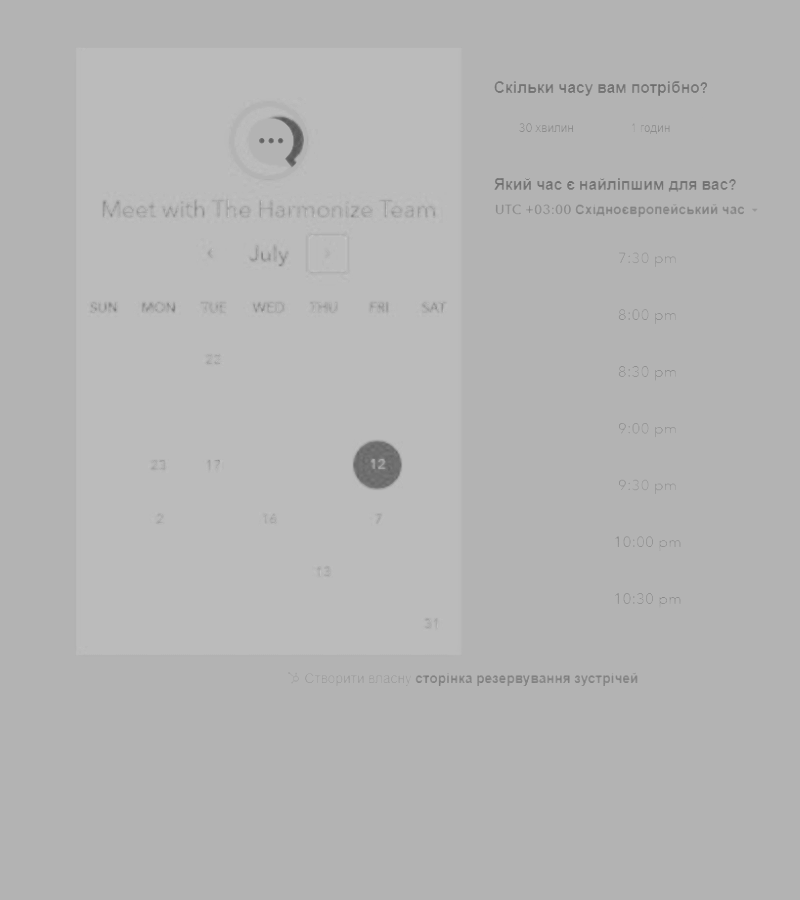 Meet with The Harmonize Team
July
SUN MON TUE WED THU FRI SAT
22
23 17 12
2 16 7
13
31
Скільки часу вам потрібно?
30 хвилин 1 годин
Який час є найліпшим для вас?
UTC +03:00 Східноєвропейський час
7:30 pm
8:00 pm
8:30 pm
9:00 pm
9:30 pm
10:00 pm
10:30 pm
Створити власну сторінка резервування зустрічей